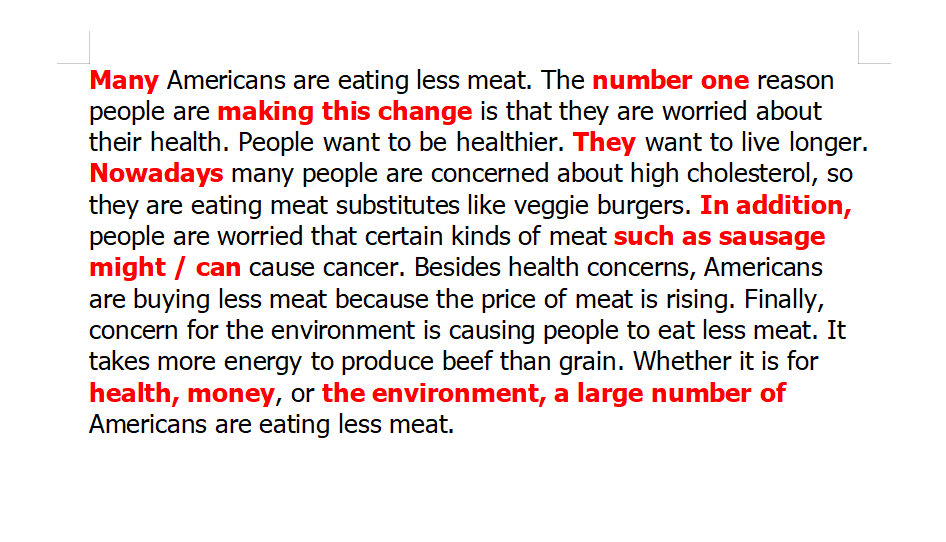 Many Americans are eating less meat. The number one reason
people are making this change is that they are worried about
their health. People want to be healthier. They want to live longer.
Nowadays many people are concerned about high cholesterol, so
they are eating meat substitutes like veggie burgers. In addition,
people are worried that certain kinds of meat such as sausage
might / can cause cancer. Besides health concerns, Americans
are buying less meat because the price of meat is rising. Finally,
concern for the environment is causing people to eat less meat. It
takes more energy to produce beef than grain. Whether it is for
health, money, or the environment, a large number of
Americans are eating less meat.